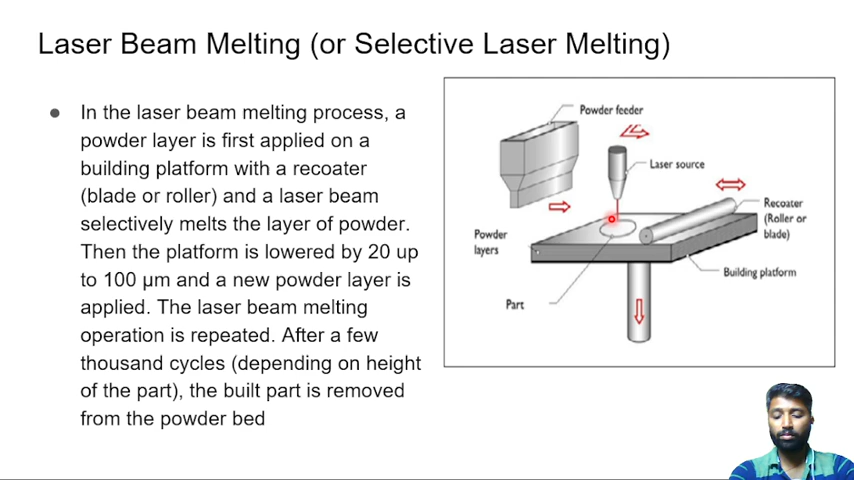 Laser Beam Melting (or Selective Laser Melting)
● In the laser beam melting process, a
powder layer is first applied on a
building platform with a recoater
(blade or roller) and a laser beam
selectively melts the layer of powder.
Then the platform is lowered by 20 up
to 100 µm and a new powder layer is
applied. The laser beam melting
operation is repeated. After a few
thousand cycles (depending on height
of the part), the built part is removed
from the powder bed
Powder feeder
Laser source
Recoater
(Roller or
blade)
Powder
layers
Building platform
Part